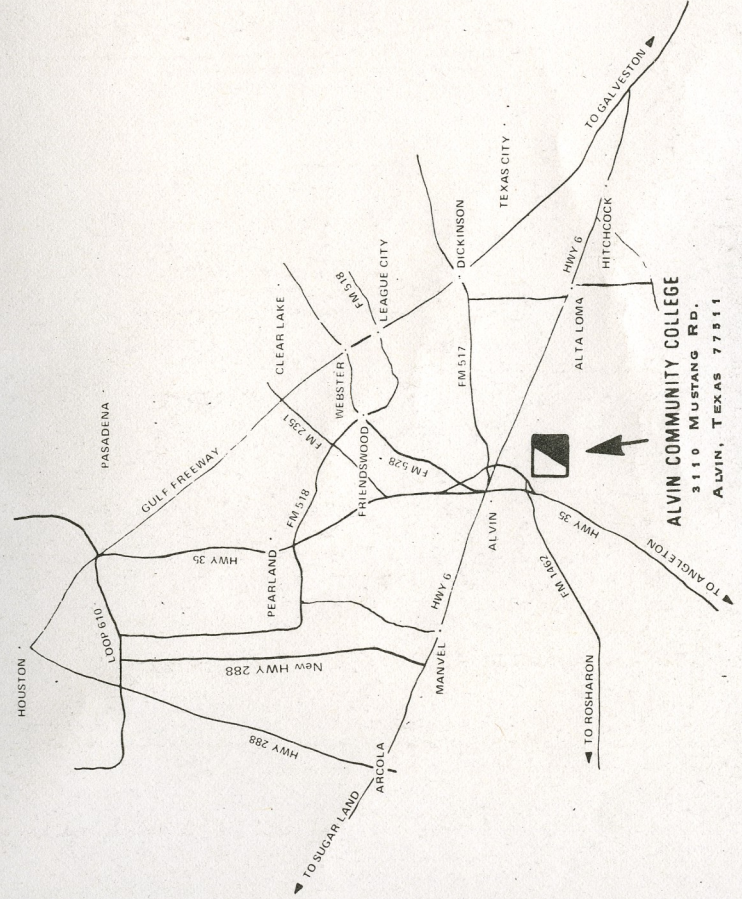 HOUSTON
PASADENA
LOOP 610
GULF FREEWAY
CLEAR LAKE
HWY 35
New HWY 288
HWY 288
PEARLAND
FM 518
FM 2351
WEBSTER
FM 518
LEAGUE CITY
FRIENDSWOOD
FM 528
DICKINSON
TEXAS CITY
TO GALVESTON
TO SUGAR LAND
ARCOLA
MANVEL
HWY 6
ALVIN
FM 517
HWY 6
ALTA LOMA
HITCHCOCK
FM 1462
HWY 35
TO ROSHARON
TO ANGLETON
ALVIN COMMUNITY COLLEGE
3110 MUSTANG RD.
ALVIN, TEXAS 77511